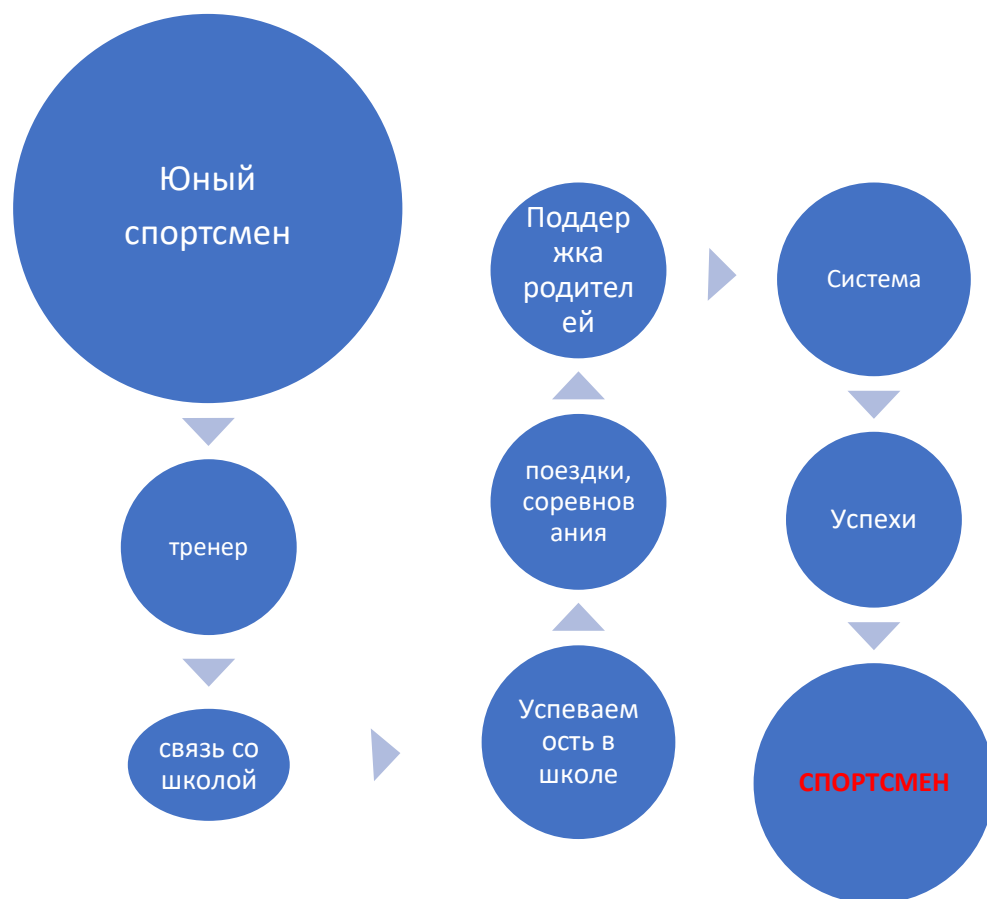 Юный
спортсмен
тренер
связь со
школой
Успеваем
ость в
школе
поездки,
соревнов
ания
Поддер
жка
родител
ей
Система
Успехи
СПОРТСМЕН